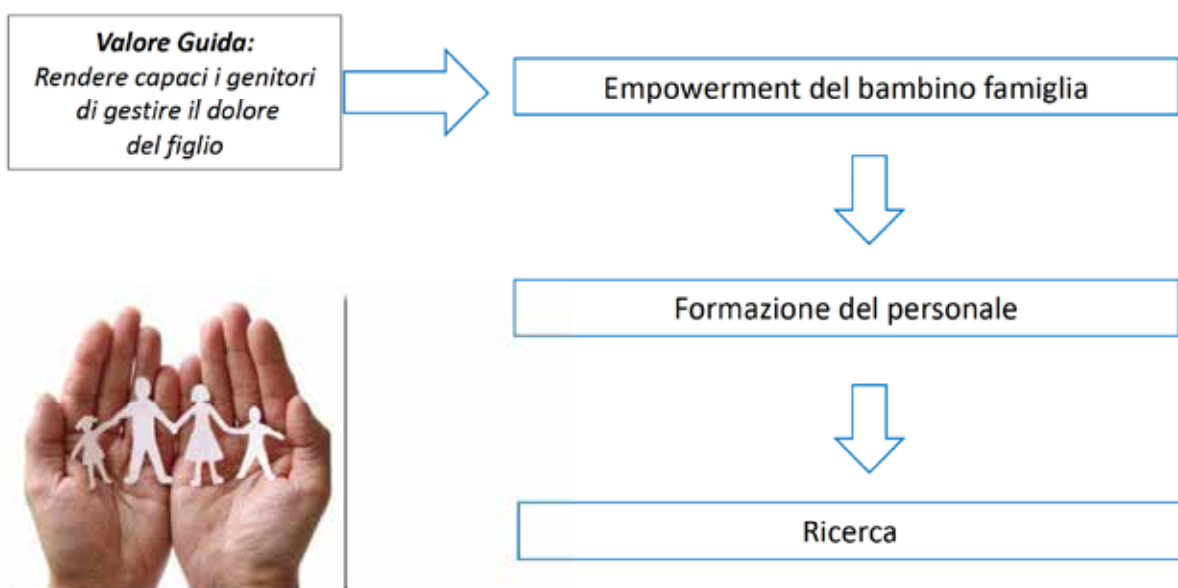 Valore Guida:
Rendere capaci i genitori
di gestire il dolore
del figlio
Empowerment del bambino famiglia
Formazione del personale
Ricerca